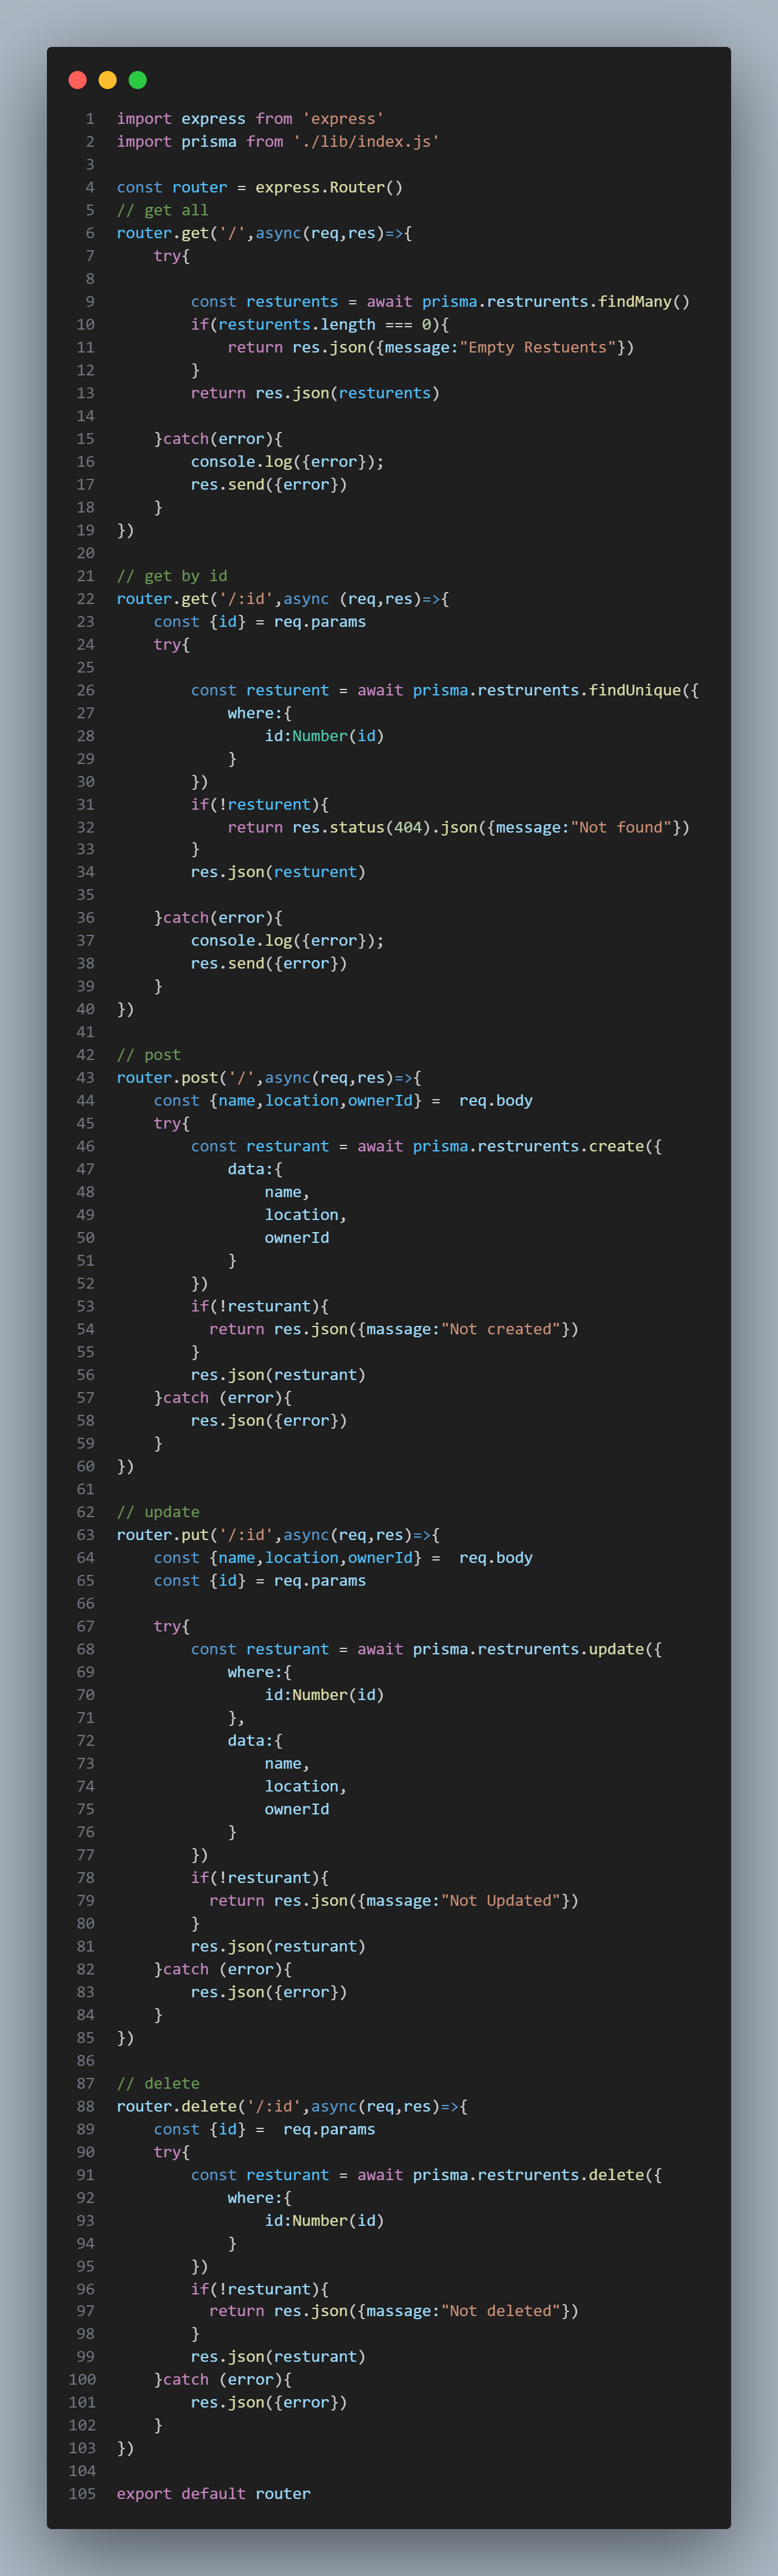 1 import express from 'express'
2 import prisma from './lib/index.js'
3
4 const router = express.Router()
5 // get all
6 router.get('/',async(req,res)=>{
7     try{
8
9         const resturents = await prisma.restrurents.findMany()
10         if(resturents.length === 0){
11             return res.json({message:"Empty Restuents"})
12         }
13         return res.json(resturents)
14
15     }catch(error){
16         console.log({error});
17         res.send({error})
18     }
19 })
20
21 // get by id
22 router.get('/:id',async (req,res)=>{
23     const {id} = req.params
24     try{
25
26         const resturent = await prisma.restrurents.findUnique({
27             where:{
28                 id:Number(id)
29             }
30         })
31         if(!resturent){
32             return res.status(404).json({message:"Not found"})
33         }
34         res.json(resturent)
35
36     }catch(error){
37         console.log({error});
38         res.send({error})
39     }
40 })
41
42 // post
43 router.post('/',async(req,res)=>{
44     const {name,location,ownerId} =  req.body
45     try{
46         const resturant = await prisma.restrurents.create({
47             data:{
48                 name,
49                 location,
50                 ownerId
51             }
52         })
53         if(!resturant){
54           return res.json({massage:"Not created"})
55         }
56         res.json(resturant)
57     }catch (error){
58         res.json({error})
59     }
60 })
61
62 // update
63 router.put('/:id',async(req,res)=>{
64     const {name,location,ownerId} =  req.body
65     const {id} = req.params
66
67     try{
68         const resturant = await prisma.restrurents.update({
69             where:{
70                 id:Number(id)
71             },
72             data:{
73                 name,
74                 location,
75                 ownerId
76             }
77         })
78         if(!resturant){
79           return res.json({massage:"Not Updated"})
80         }
81         res.json(resturant)
82     }catch (error){
83         res.json({error})
84     }
85 })
86
87 // delete
88 router.delete('/:id',async(req,res)=>{
89     const {id} =  req.params
90     try{
91         const resturant = await prisma.restrurents.delete({
92             where:{
93                 id:Number(id)
94             }
95         })
96         if(!resturant){
97           return res.json({massage:"Not deleted"})
98         }
99         res.json(resturant)
100     }catch (error){
101         res.json({error})
102     }
103 })
104
105 export default router